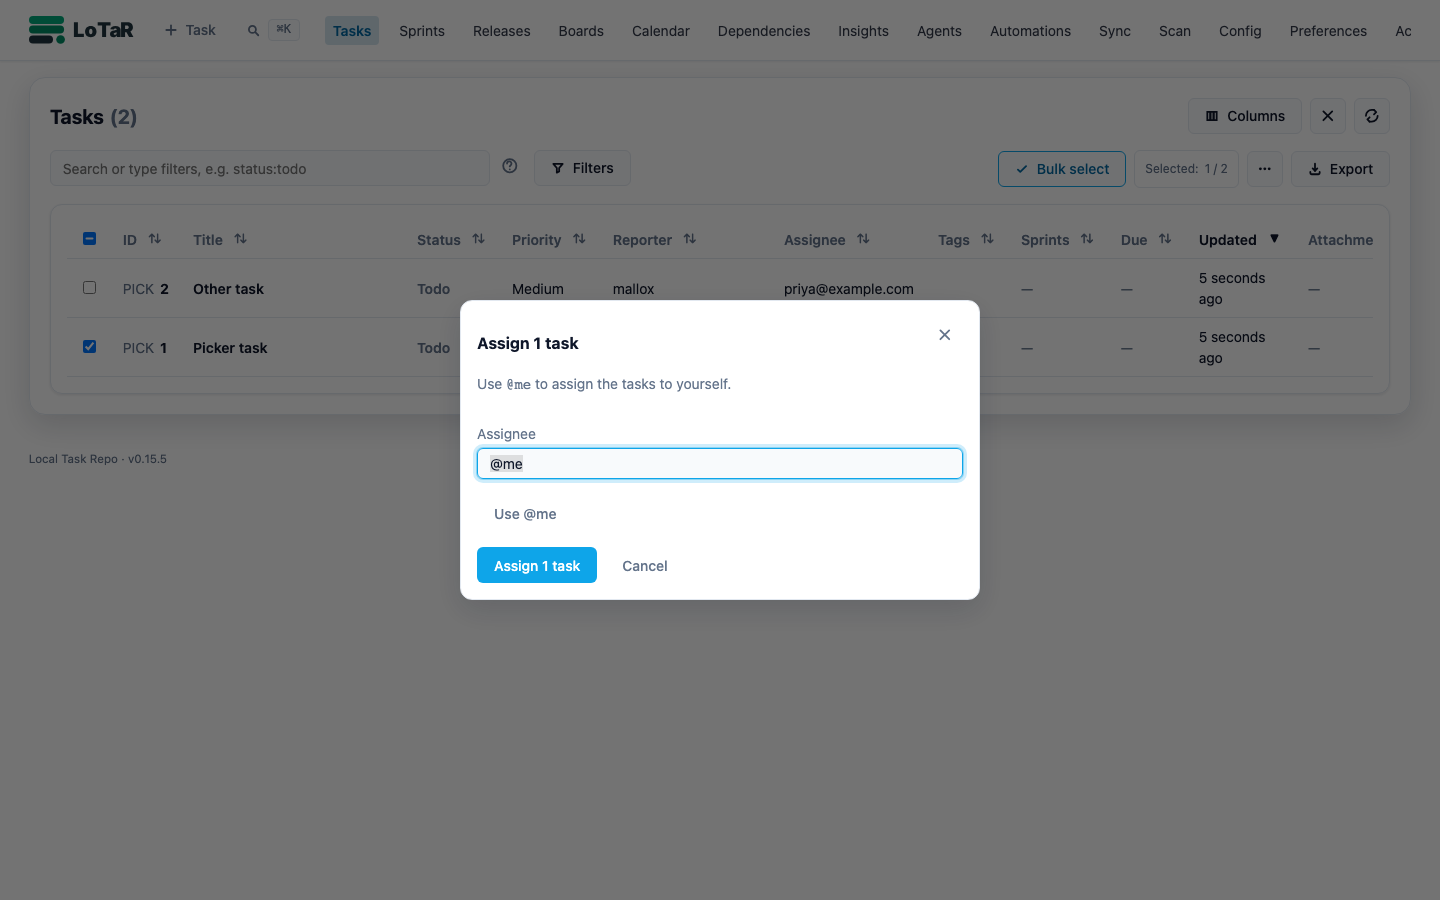 LoTaR + Task ⌘K Tasks Sprints Releases Boards Calendar Dependencies Insights Agents Automations Sync Scan Config Preferences Ac
Tasks (2) Columns
Search or type filters, e.g. status:todo Filters Bulk select Selected: 1 / 2 ... Export
ID Title Status Priority Reporter Assignee Tags Sprints Due Updated ▼ Attachme
PICK 2 Other task Todo Medium mallox priya@example.com — — 5 seconds ago —
PICK 1 Picker task Todo — — 5 seconds ago —
Assign 1 task
Use @me to assign the tasks to yourself.
Assignee
@me
Use @me
Assign 1 task Cancel
Local Task Repo · v0.15.5